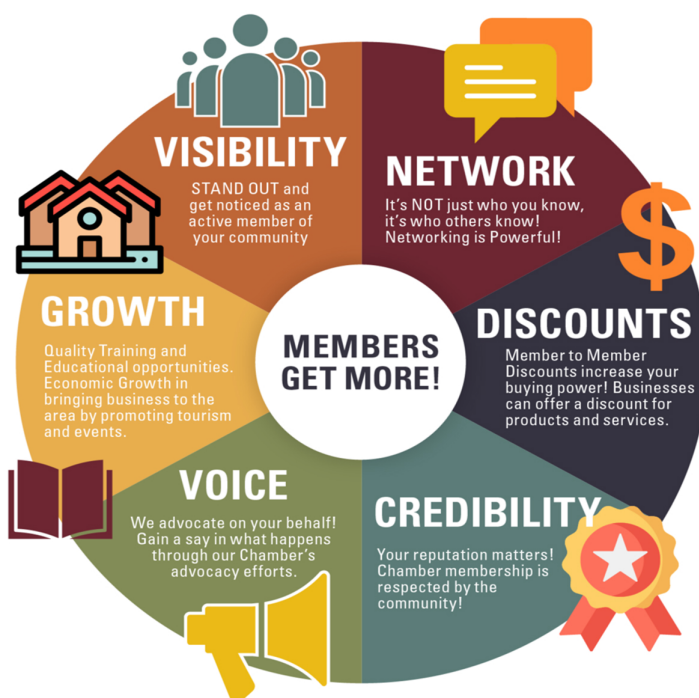 VISIBILITY
STAND OUT and
get noticed as an
active member of
your community
NETWORK
It's NOT just who you know,
it's who others know!
Networking is Powerful!
DISCOUNTS
Member to Member
Discounts increase your
buying power! Businesses
can offer a discount for
products and services.
CREDIBILITY
Your reputation matters!
Chamber membership is
respected by the
community!
VOICE
We advocate on your behalf!
Gain a say in what happens
through our Chamber's
advocacy efforts.
GROWTH
Quality Training and
Educational opportunities.
Economic Growth in
bringing business to the
area by promoting tourism
and events.
MEMBERS
GET MORE!